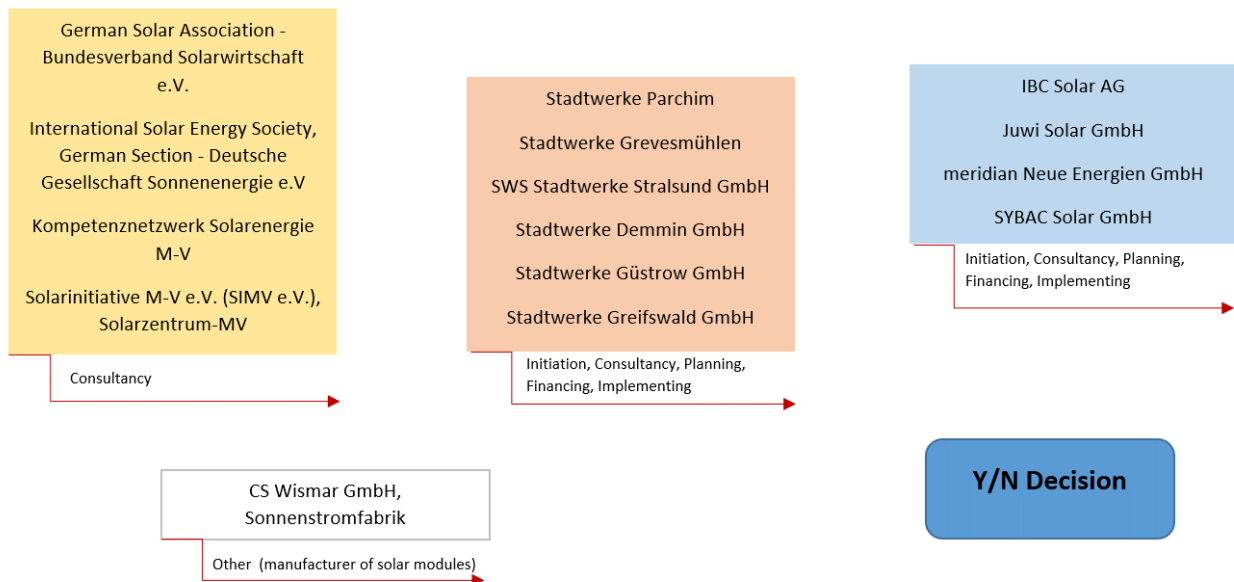 German Solar Association -
Bundesverband Solarwirtschaft
e.V.
International Solar Energy Society,
German Section - Deutsche
Gesellschaft Sonnenenergie e.V
Kompetenznetzwerk Solarenergie
M-V
Solarinitiative M-V e.V. (SIMV e.V.),
Solarzentrum-MV
Consultancy
Stadtwerke Parchim
Stadtwerke Grevesmühlen
SWS Stadtwerke Stralsund GmbH
Stadtwerke Demmin GmbH
Stadtwerke Güstrow GmbH
Stadtwerke Greifswald GmbH
Initiation, Consultancy, Planning,
Financing, Implementing
IBC Solar AG
Juwi Solar GmbH
meridian Neue Energien GmbH
SYBAC Solar GmbH
Initiation, Consultancy, Planning,
Financing, Implementing
CS Wismar GmbH,
Sonnenstromfabrik
Other (manufacturer of solar modules)
Y/N Decision